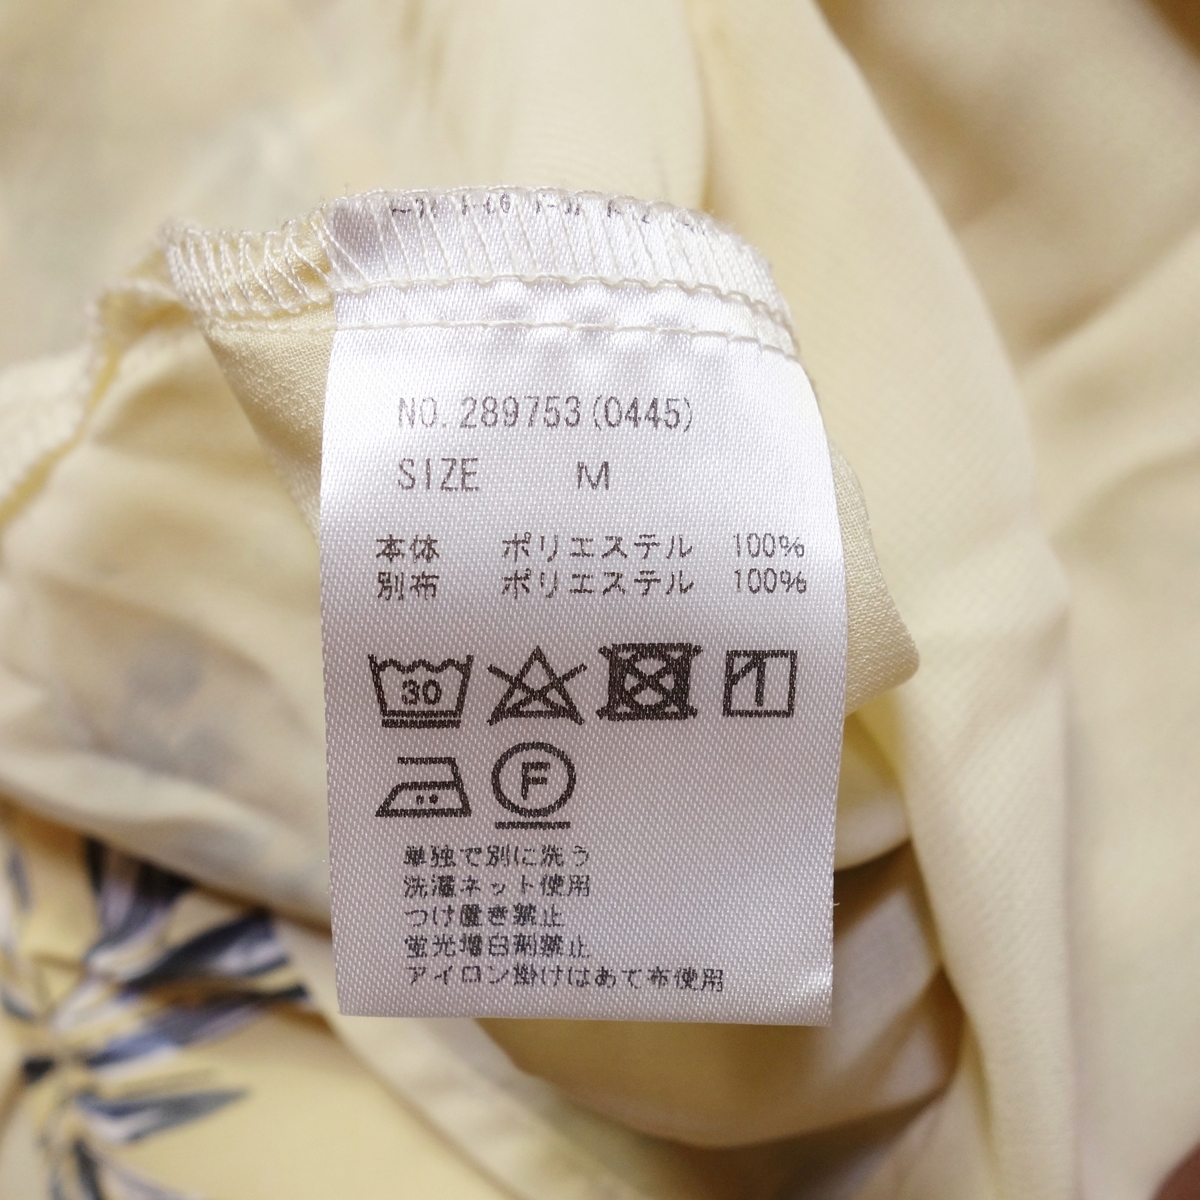 NO. 289753(0445)
SIZE M
本体 ポリエステル 100%
別布 ポリエステル 100%
30
F
単独で別に洗う
洗濯ネット使用
つけ置き禁止
蛍光増白剤禁止
アイロン掛けはあて布使用